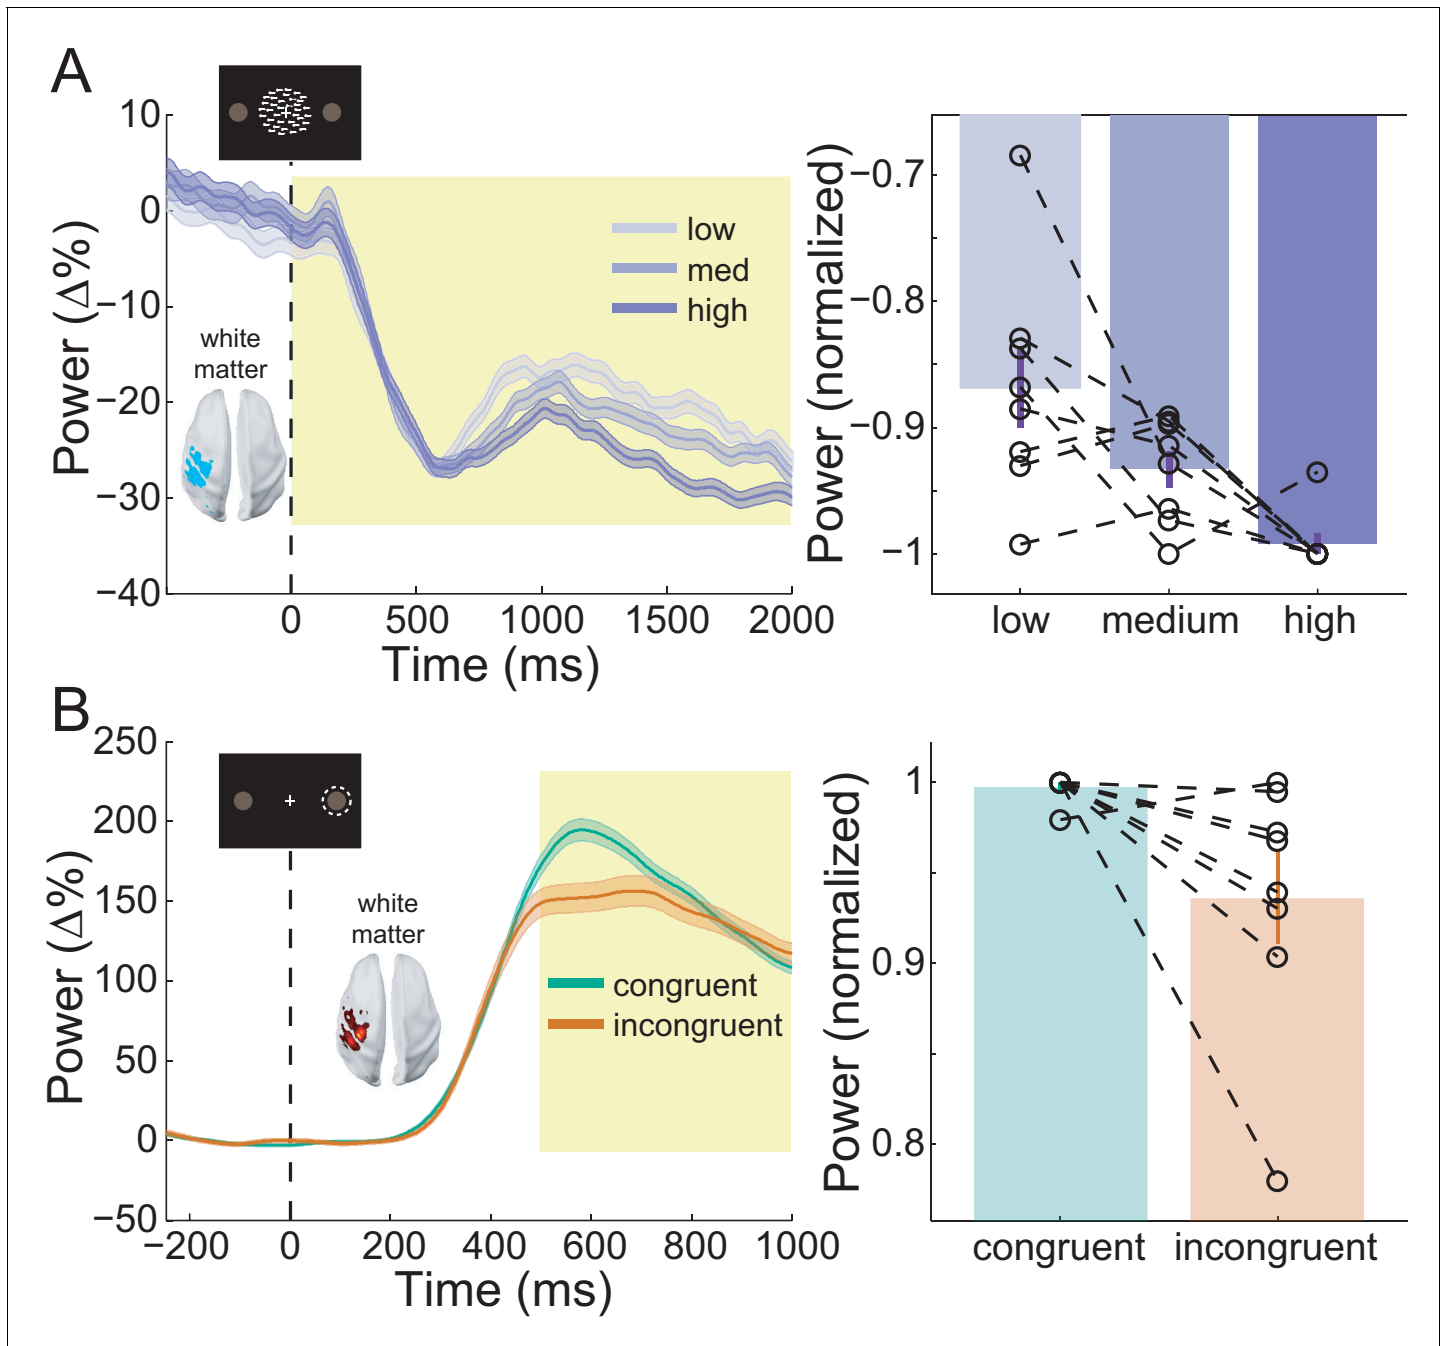 A
10
0
−10
−20
−30
−40
Power (Δ%)
low
med
high
white
matter
0
500
1000
1500
2000
Time (ms)
Power (normalized)
−0.7
−0.8
−0.9
−1
low
medium
high
B
250
200
150
100
50
0
−50
Power (Δ%)
white
matter
congruent
incongruent
−200
0
200
400
600
800
1000
Time (ms)
Power (normalized)
1
0.9
0.8
congruent
incongruent